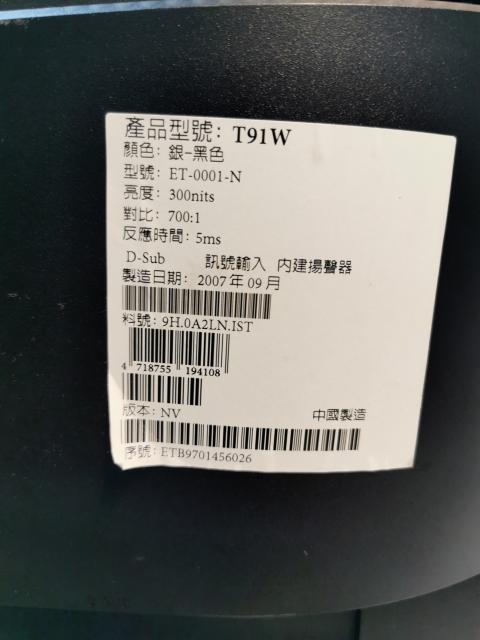 產品型號: T91W
顏色: 銀-黑色
型號: ET-0001-N
亮度: 300nits
對比: 700:1
反應時間: 5ms
D-Sub 訊號輸入 內建揚聲器
製造日期: 2007 年 09 月
料號: 9H.0A2LN.IST
4 718755 194108
版本: NV 中國製造
序號: ETB9701456026